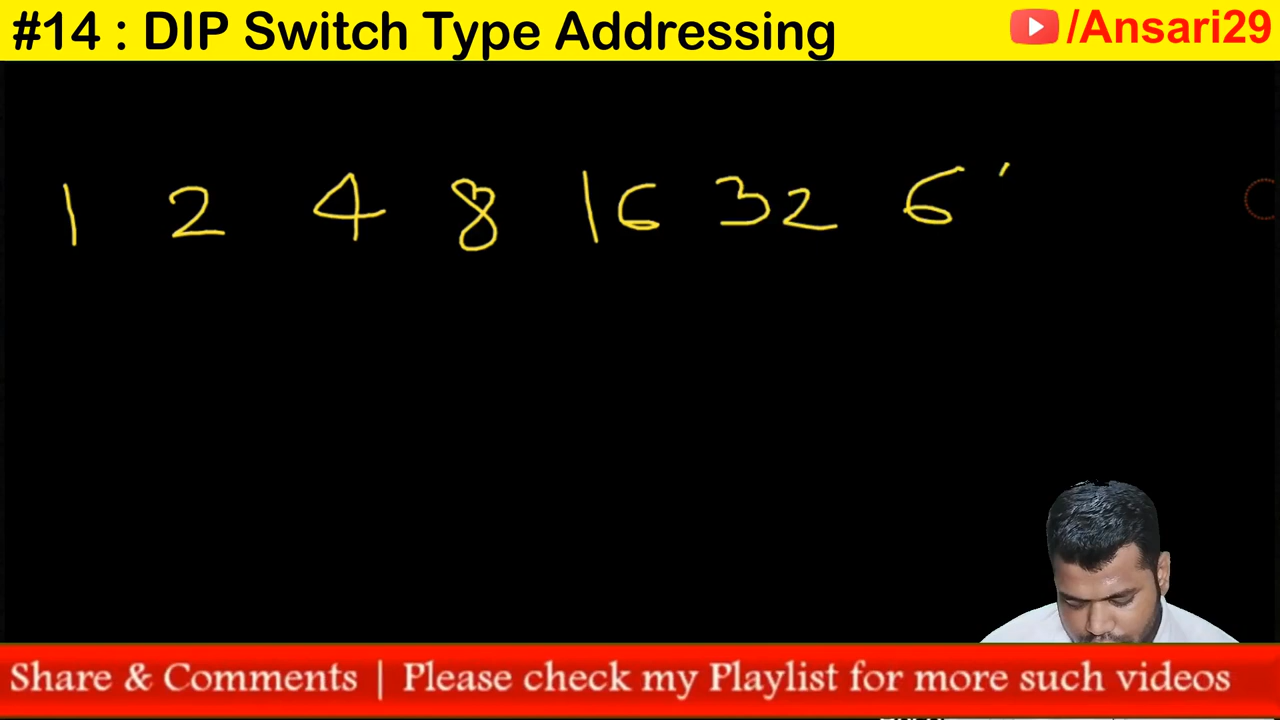 #14 : DIP Switch Type Addressing
/Ansari29
1 2 4 8 16 32 6
Share & Comments | Please check my Playlist for more such videos